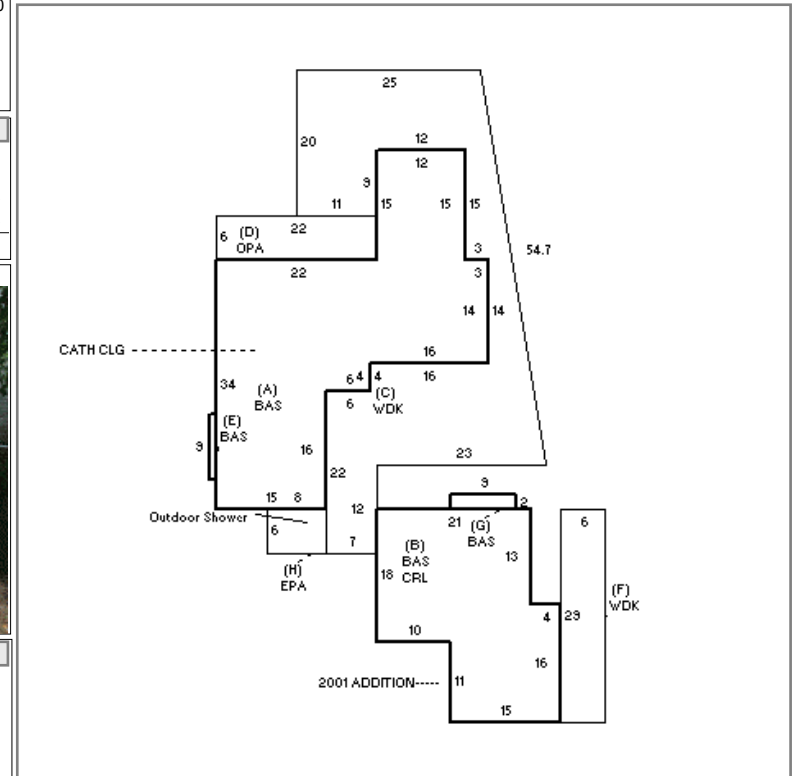 25
20
12
12
9
11
15
15
15
6
(D)
OPA
22
22
3
3
54.7
14
14
CATH CLG
16
16
6
4
4
6
(C)
WDK
34
(A)
BAS
(E)
BAS
9
16
22
23
9
2
15
8
12
Outdoor Shower
6
7
21
(G)
BAS
6
(H)
EPA
(B)
BAS
CRL
13
18
(F)
WDK
4
29
10
16
2001 ADDITION
11
15